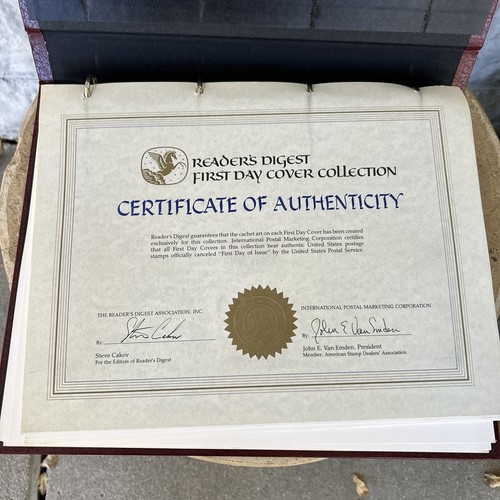 READER'S DIGEST
FIRST DAY COVER COLLECTION
CERTIFICATE OF AUTHENTICITY
Reader's Digest guarantees that the cachet art on each First Day Cover has been created
exclusively for this collection. International Postal Marketing Corporation certifies
that all First Day Covers in this collection bear authentic United States postage
stamps officially canceled "First Day of Issue" by the United States Postal Service.
THE READER'S DIGEST ASSOCIATION, INC.
By: Steve Cakov
Steve Cakov
For the Editors of Reader's Digest
INTERNATIONAL POSTAL MARKETING CORPORATION
By: John E Van Emden
John E. Van Emden, President
Member, American Stamp Dealers' Association